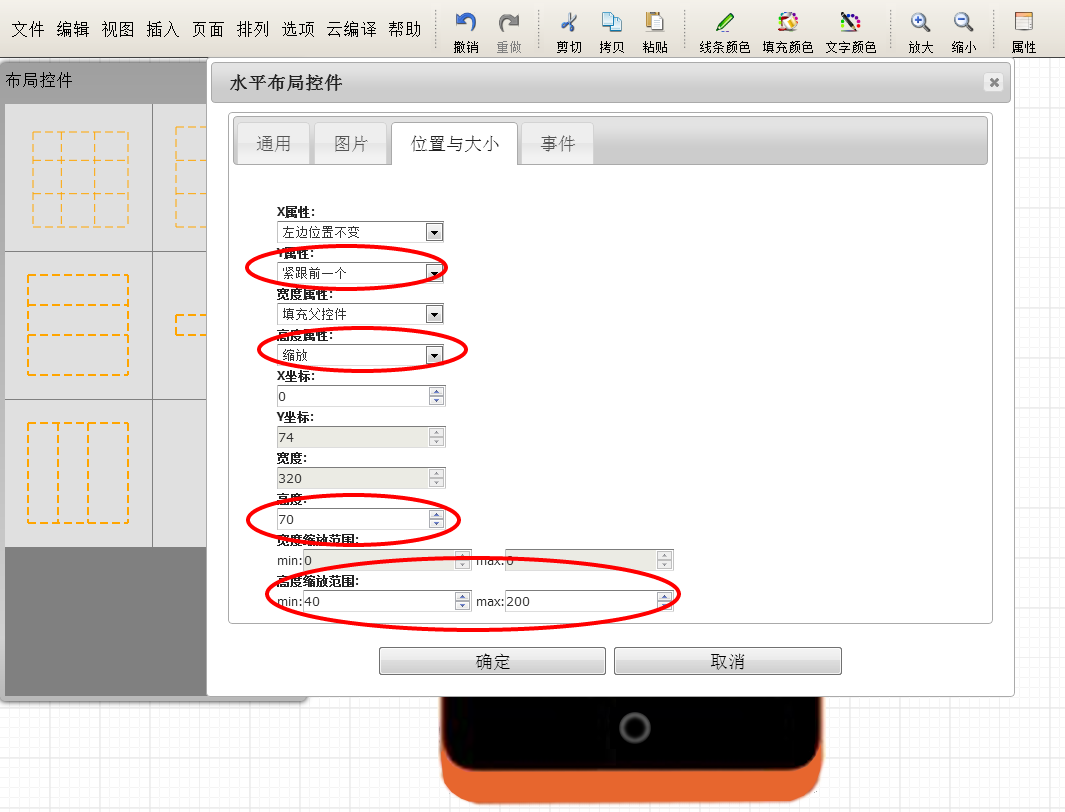 文件 编辑 视图 插入 页面 排列 选项 云编译 帮助
撤销 重做 剪切 拷贝 粘贴 线条颜色 填充颜色 文字颜色 放大 缩小 属性
布局控件
水平布局控件
通用 图片 位置与大小 事件
X属性:
左边位置不变
Y属性:
紧跟前一个
宽度属性:
填充父控件
高度属性:
缩放
X坐标:
0
Y坐标:
74
宽度:
320
高度:
70
宽度缩放范围:
min:0 max:0
高度缩放范围:
min:40 max:200
确定 取消